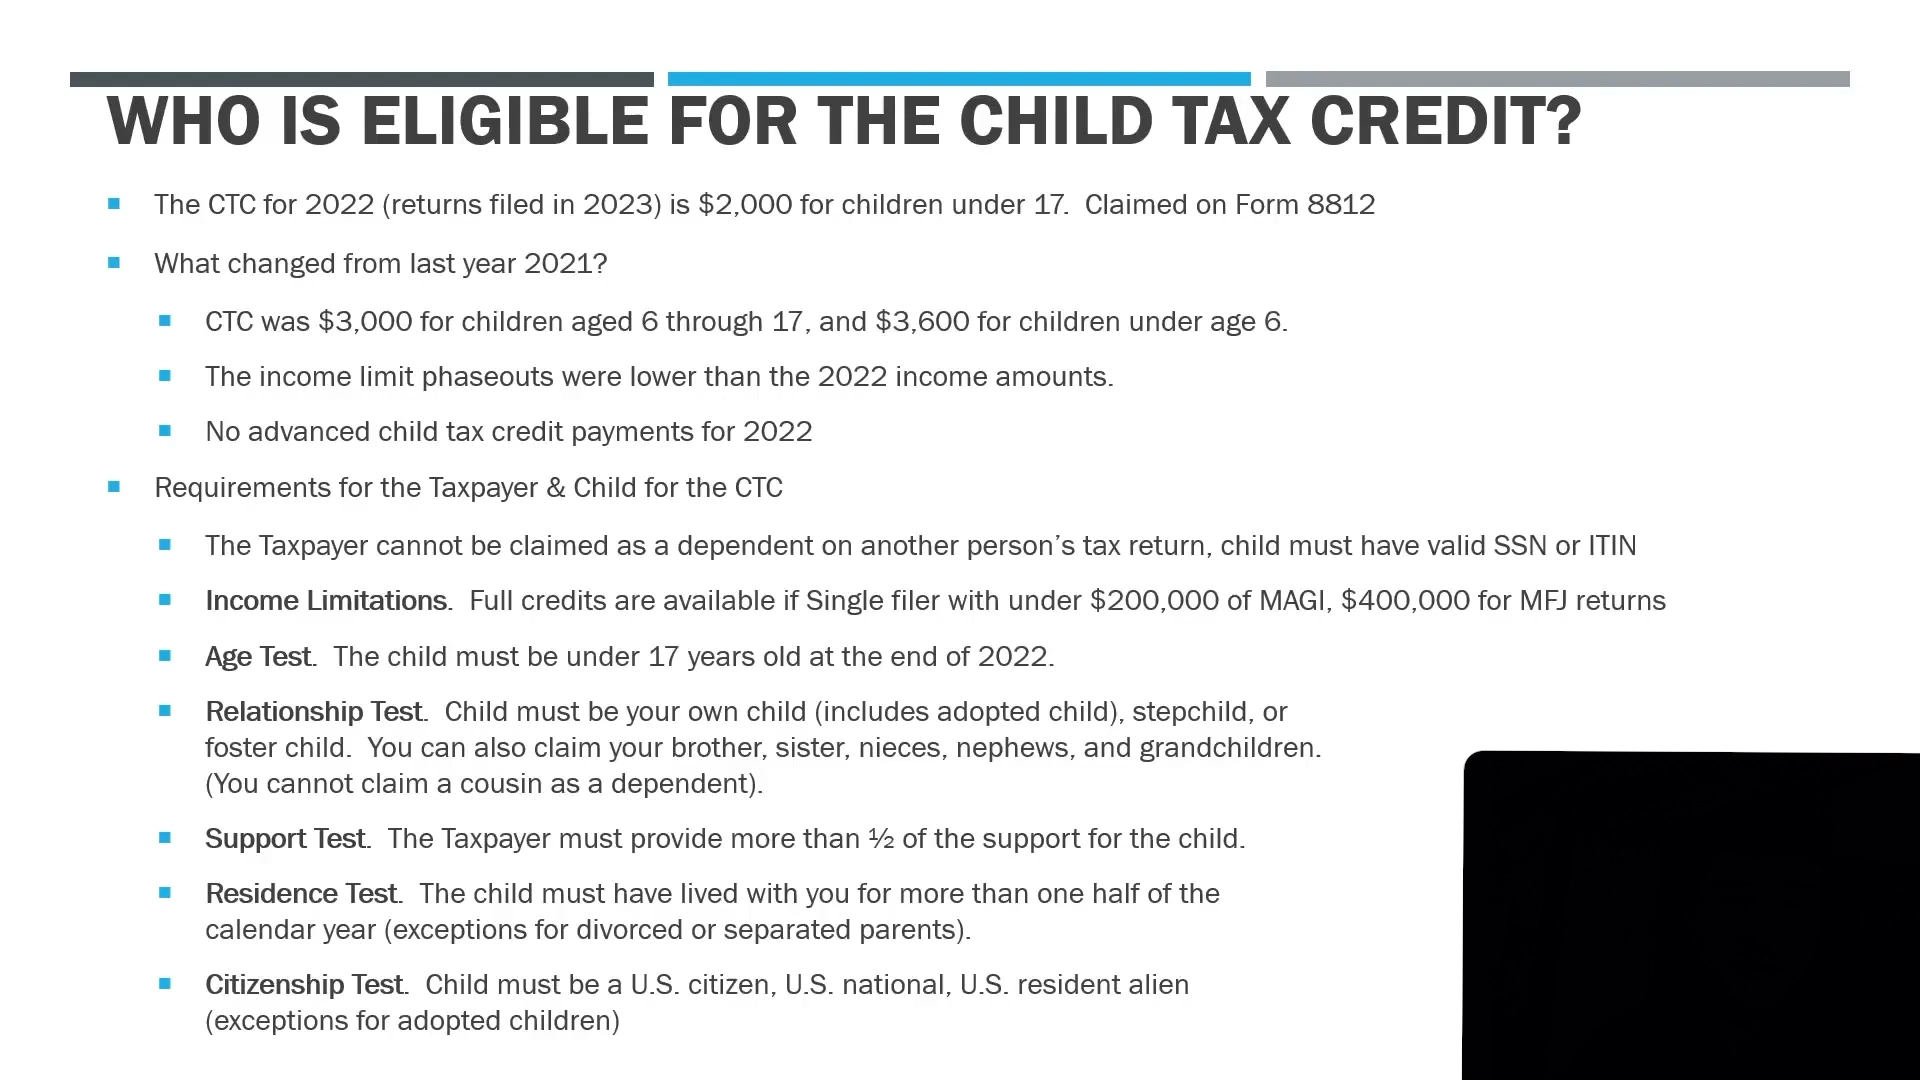 WHO IS ELIGIBLE FOR THE CHILD TAX CREDIT?
The CTC for 2022 (returns filed in 2023) is $2,000 for children under 17.  Claimed on Form 8812
What changed from last year 2021?
CTC was $3,000 for children aged 6 through 17, and $3,600 for children under age 6.
The income limit phaseouts were lower than the 2022 income amounts.
No advanced child tax credit payments for 2022
Requirements for the Taxpayer & Child for the CTC
The Taxpayer cannot be claimed as a dependent on another person’s tax return, child must have valid SSN or ITIN
Income Limitations.  Full credits are available if Single filer with under $200,000 of MAGI, $400,000 for MFJ returns
Age Test.  The child must be under 17 years old at the end of 2022.
Relationship Test.  Child must be your own child (includes adopted child), stepchild, or
foster child.  You can also claim your brother, sister, nieces, nephews, and grandchildren.
(You cannot claim a cousin as a dependent).
Support Test.  The Taxpayer must provide more than ½ of the support for the child.
Residence Test.  The child must have lived with you for more than one half of the
calendar year (exceptions for divorced or separated parents).
Citizenship Test.  Child must be a U.S. citizen, U.S. national, U.S. resident alien
(exceptions for adopted children)